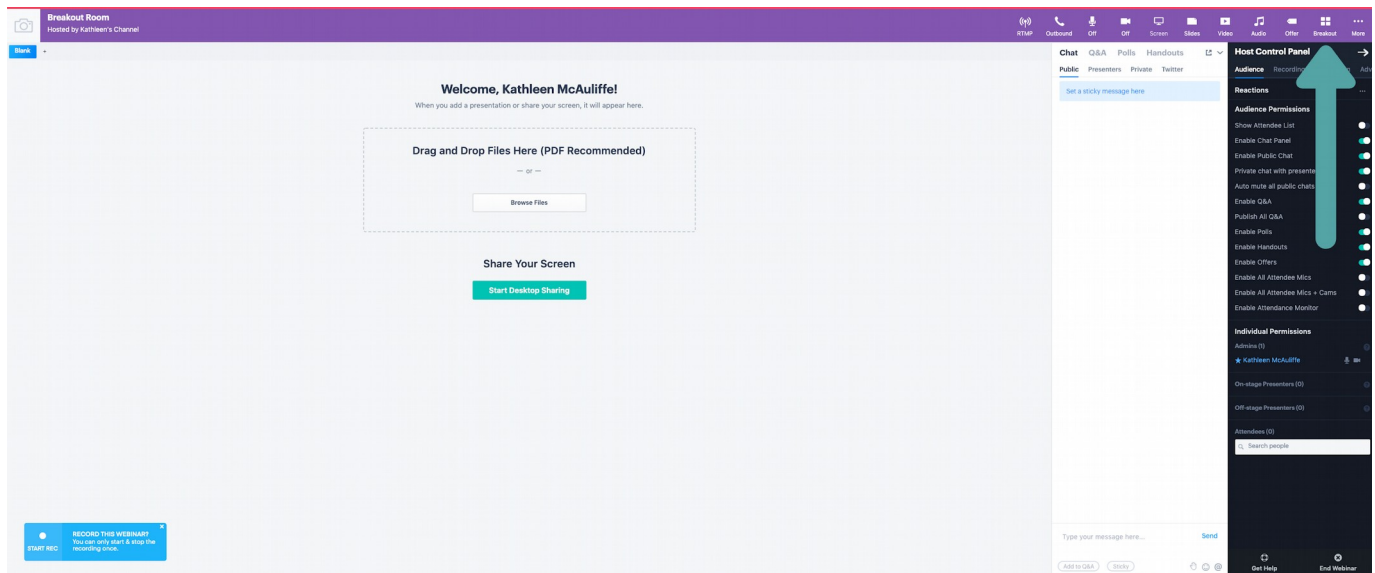 Breakout Room
Hosted by Kathleen's Channel
RTMP Outbound Off Off Screen Slides Video Audio Offer Breakout More
Blank
Chat Q&A Polls Handouts
Public Presenters Private Twitter
Set a sticky message here
Host Control Panel
Audience
Reactions
Audience Permissions
Show Attendee List
Enable Chat Panel
Enable Public Chat
Private chat with
Auto mute all public chats
Enable Q&A
Publish All Q&A
Enable Polls
Enable Handouts
Enable Offers
Enable All Attendee Mics
Enable All Attendee Mics + Cams
Enable Attendance Monitor
Individual Permissions
Admins (1)
Kathleen McAuliffe
On-stage Presenters (0)
Off-stage Presenters (0)
Attendees (0)
Search people
Get Help End Webinar
Welcome, Kathleen McAuliffe!
When you add a presentation or share your screen, it will appear here.
Drag and Drop Files Here (PDF Recommended)
— or —
Browse Files
Share Your Screen
Start Desktop Sharing
START REC
RECORD THIS WEBINAR?
You can only start & stop the
recording once.
Type your message here... Send
Add to Q&A Sticky